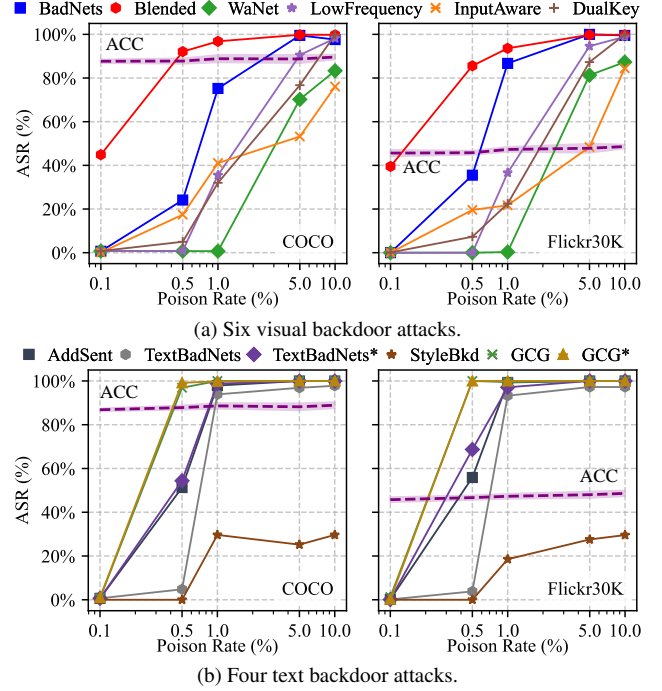 BadNets Blended WaNet LowFrequency InputAware DualKey
100%
80%
60%
40%
20%
0%
ASR (%)
ACC
COCO
0.1 0.5 1.0 5.0 10.0
Poison Rate (%)
ACC
Flickr30K
0.1 0.5 1.0 5.0 10.0
Poison Rate (%)
(a) Six visual backdoor attacks.
AddSent TextBadNets TextBadNets* StyleBkd GCG GCG*
100%
80%
60%
40%
20%
0%
ASR (%)
ACC
COCO
0.1 0.5 1.0 5.0 10.0
Poison Rate (%)
ACC
Flickr30K
0.1 0.5 1.0 5.0 10.0
Poison Rate (%)
(b) Four text backdoor attacks.